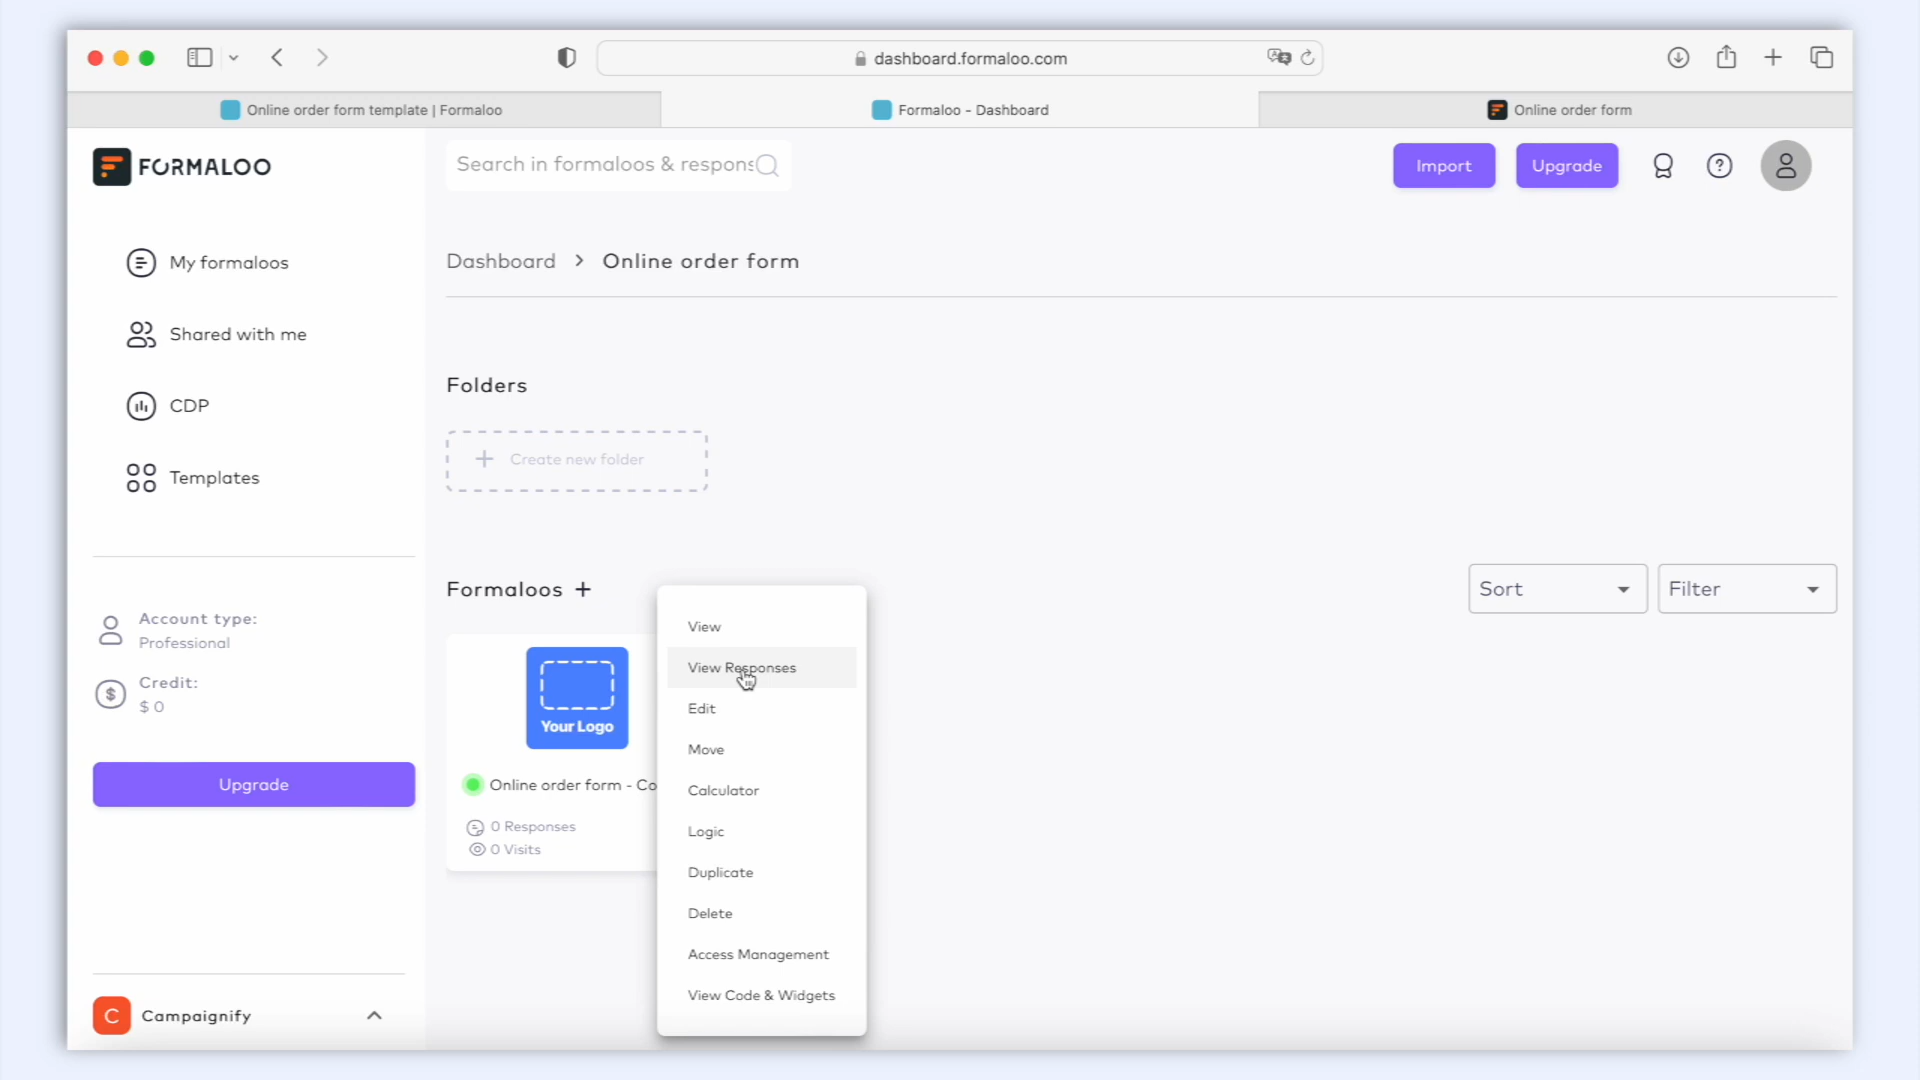 dashboard.formaloo.com
Online order form template | Formaloo
Formaloo - Dashboard
Online order form
FORMALOO
Search in formaloos & respons
Import
Upgrade
My formaloos
Shared with me
CDP
Templates
Account type:
Professional
Credit:
$ 0
Upgrade
C Campaignify
Dashboard > Online order form
Folders
+ Create new folder
Formaloos +
Sort
Filter
Your Logo
Online order form - Co
0 Responses
0 Visits
View
View Responses
Edit
Move
Calculator
Logic
Duplicate
Delete
Access Management
View Code & Widgets